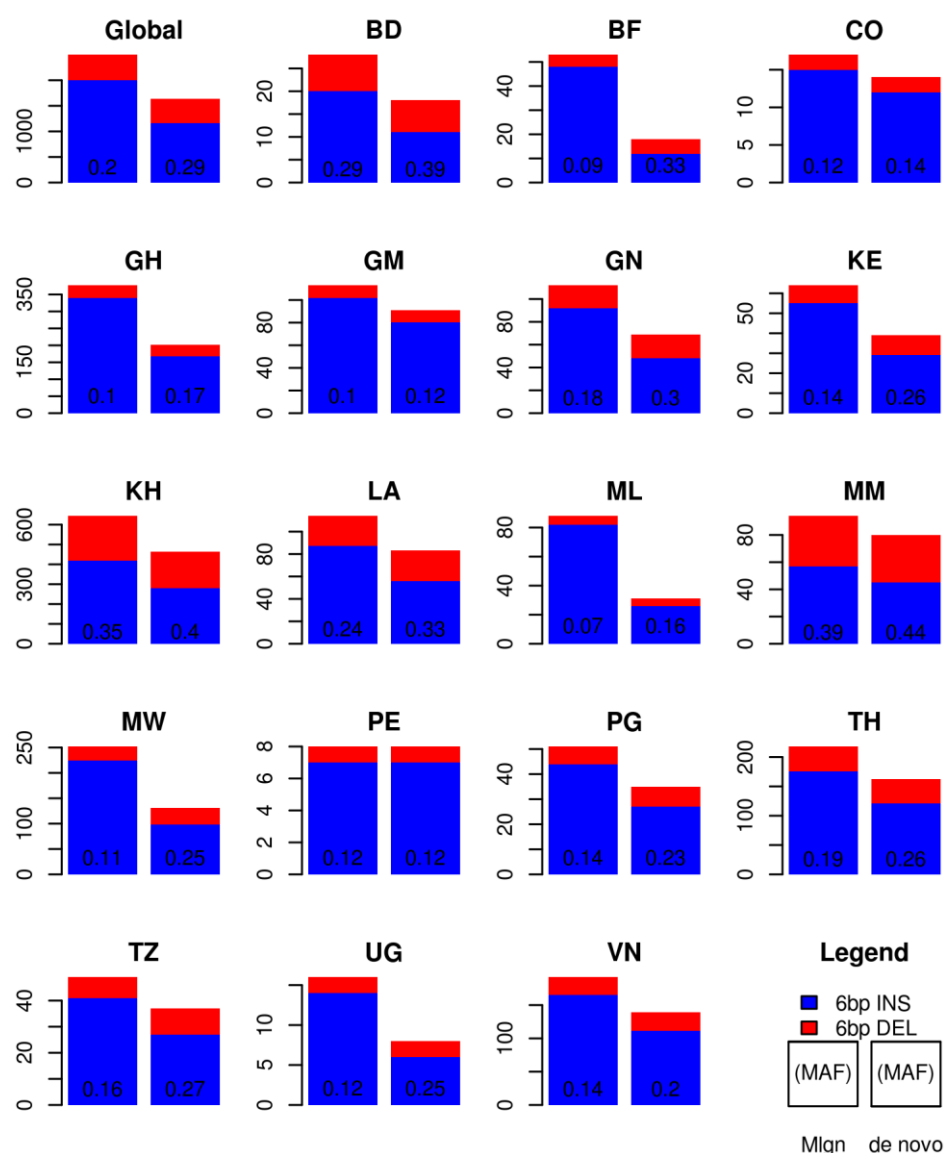 Global BD BF CO
0 1000 0.2 0.29
0 10 20 0.29 0.39
0 20 40 0.09 0.33
0 5 10 0.12 0.14
GH GM GN KE
0 150 350 0.1 0.17
0 40 80 0.1 0.12
0 40 80 0.18 0.3
0 20 50 0.14 0.26
KH LA ML MM
0 300 600 0.35 0.4
0 40 80 0.24 0.33
0 40 80 0.07 0.16
0 40 80 0.39 0.44
MW PE PG TH
0 100 250 0.11 0.25
0 2 4 6 8 0.12 0.12
0 20 40 0.14 0.23
0 100 200 0.19 0.26
TZ UG VN Legend
0 20 40 0.16 0.27
0 5 10 0.12 0.25
0 100 0.14 0.2
6bp INS
6bp DEL
(MAF) (MAF)
Mlgn de novo